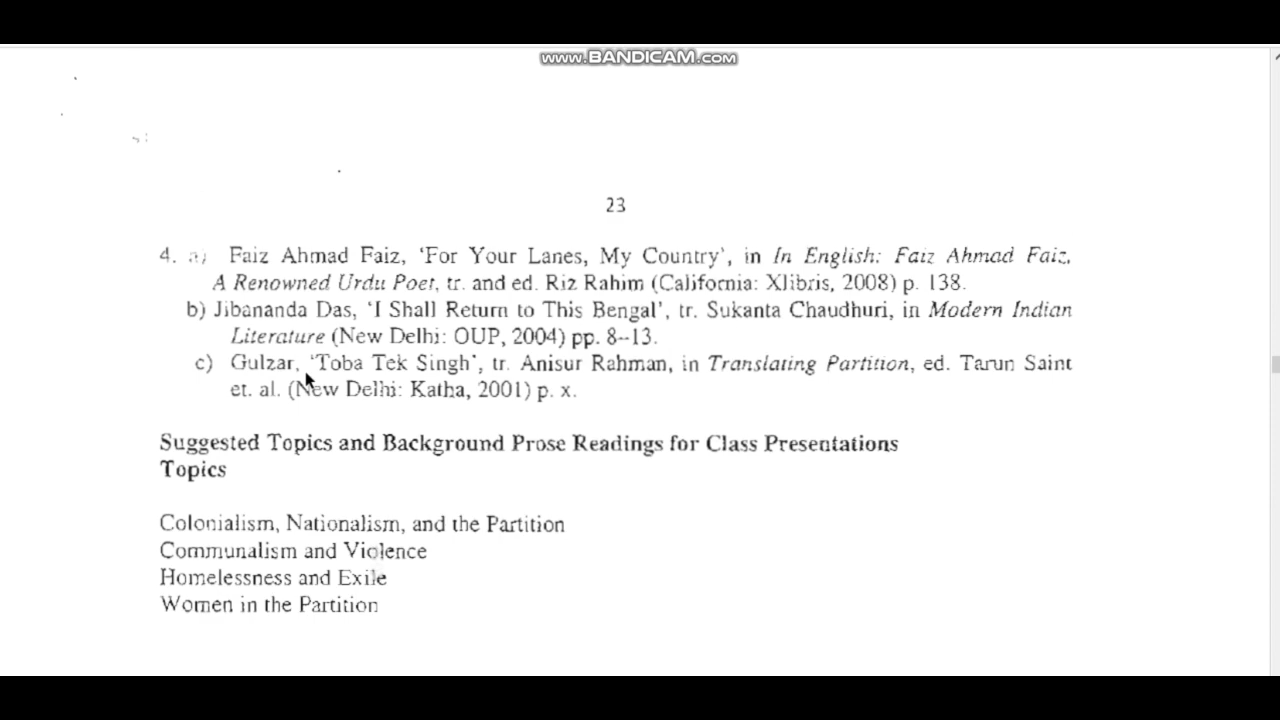 www.BANDICAM.com
23
4. a) Faiz Ahmad Faiz, ‘For Your Lanes, My Country’, in In English: Faiz Ahmad Faiz,
A Renowned Urdu Poet, tr. and ed. Riz Rahim (California: Xlibris, 2008) p. 138.
b) Jibananda Das, ‘I Shall Return to This Bengal’, tr. Sukanta Chaudhuri, in Modern Indian
Literature (New Delhi: OUP, 2004) pp. 8--13.
c) Gulzar, ‘Toba Tek Singh’, tr. Anisur Rahman, in Translating Partition, ed. Tarun Saint
et. al. (New Delhi: Katha, 2001) p. x.
Suggested Topics and Background Prose Readings for Class Presentations
Topics
Colonialism, Nationalism, and the Partition
Communalism and Violence
Homelessness and Exile
Women in the Partition